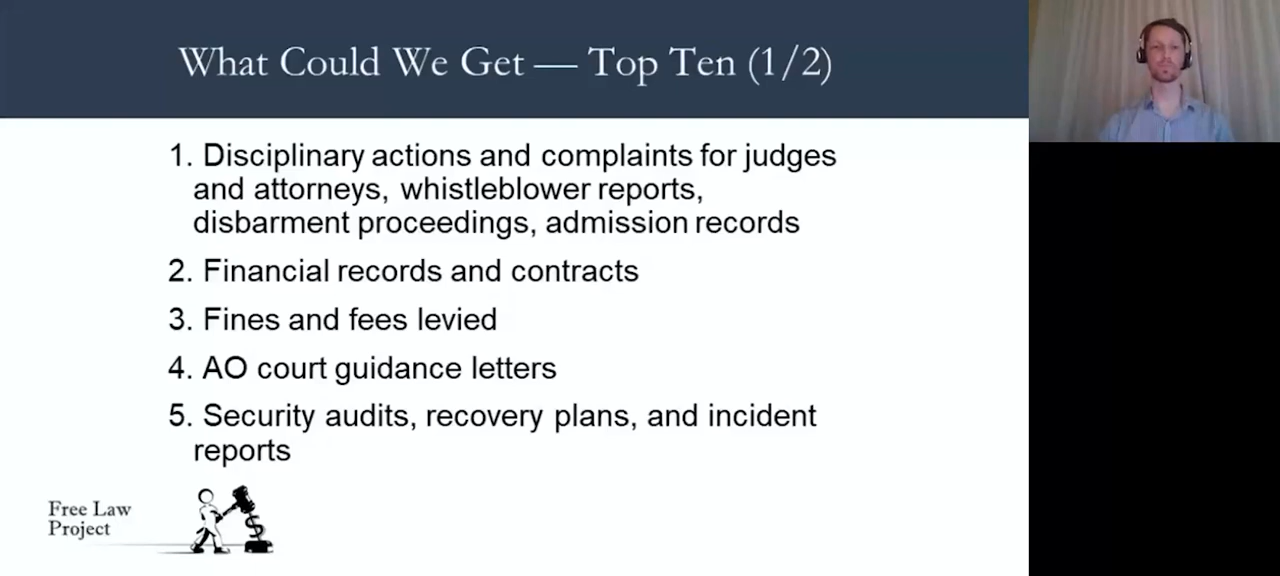 What Could We Get — Top Ten (1/2)
1. Disciplinary actions and complaints for judges
and attorneys, whistleblower reports,
disbarment proceedings, admission records
2. Financial records and contracts
3. Fines and fees levied
4. AO court guidance letters
5. Security audits, recovery plans, and incident
reports
Free Law
Project
$